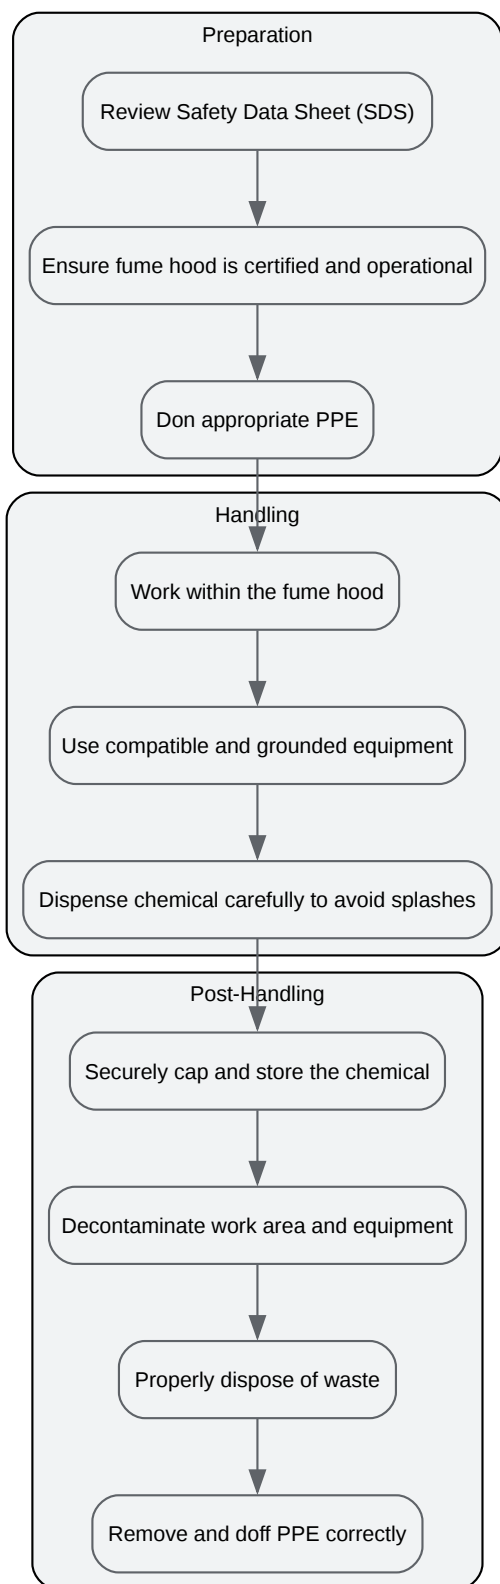 Preparation
Review Safety Data Sheet (SDS)
Ensure fume hood is certified and operational
Don appropriate PPE
Handling
Work within the fume hood
Use compatible and grounded equipment
Dispense chemical carefully to avoid splashes
Post-Handling
Securely cap and store the chemical
Decontaminate work area and equipment
Properly dispose of waste
Remove and doff PPE correctly